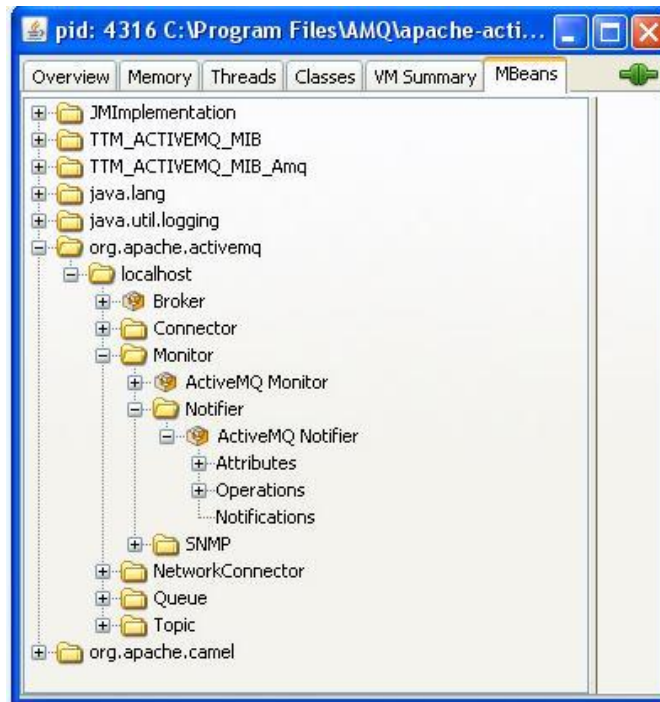 pid: 4316 C:\Program Files\AMQ\apache-acti...
Overview Memory Threads Classes VM Summary MBeans
JMImplementation
TTM_ACTIVEMQ_MIB
TTM_ACTIVEMQ_MIB_Amq
java.lang
java.util.logging
org.apache.activemq
localhost
Broker
Connector
Monitor
ActiveMQ Monitor
Notifier
ActiveMQ Notifier
Attributes
Operations
Notifications
SNMP
NetworkConnector
Queue
Topic
org.apache.camel